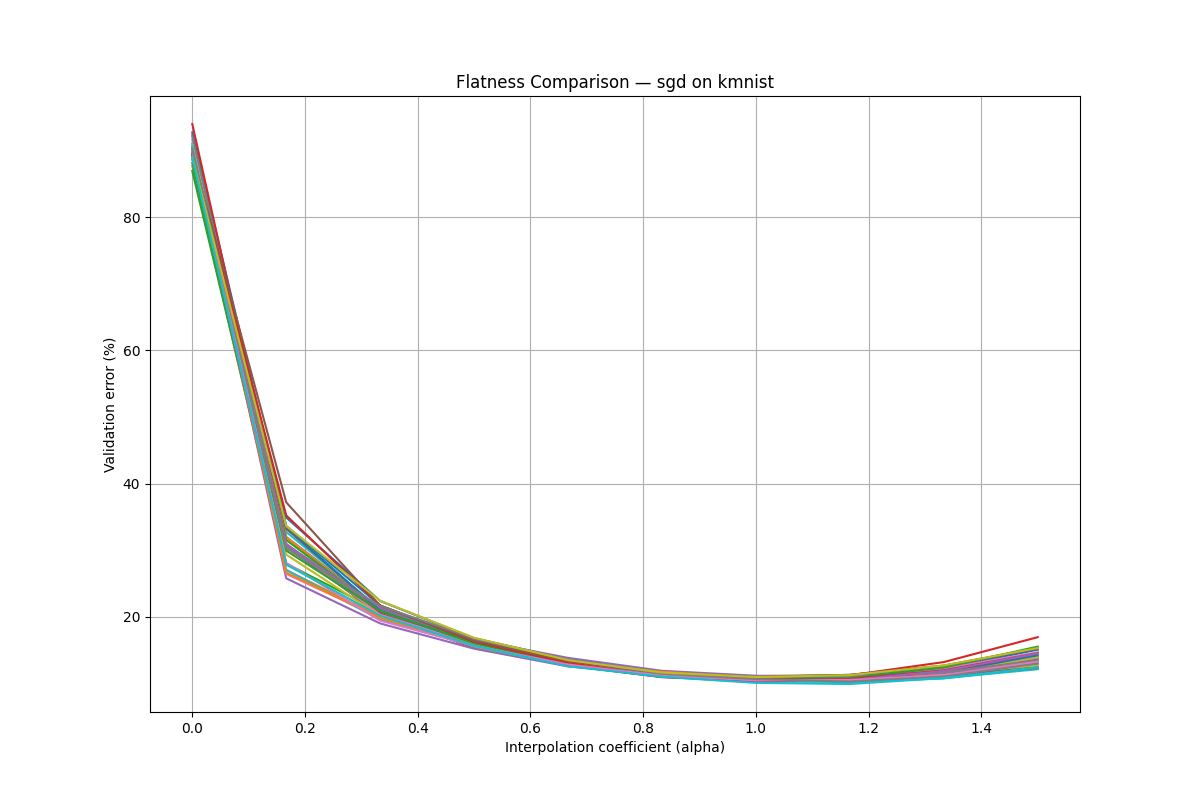 Flatness Comparison — sgd on kmnist
Validation error (%)
80
60
40
20
0.0 0.2 0.4 0.6 0.8 1.0 1.2 1.4
Interpolation coefficient (alpha)